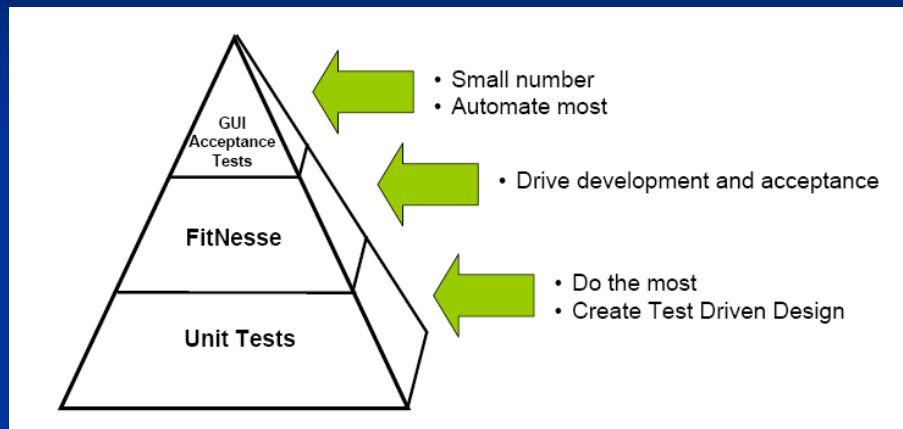 GUI
Acceptance
Tests
• Small number
• Automate most
FitNesse
• Drive development and acceptance
Unit Tests
• Do the most
• Create Test Driven Design